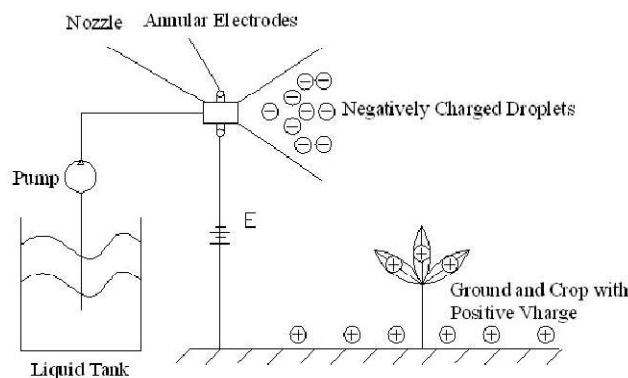 Nozzle Annular Electrodes
Negatively Charged Droplets
Pump
E
Ground and Crop with
Positive Vharge
Liquid Tank